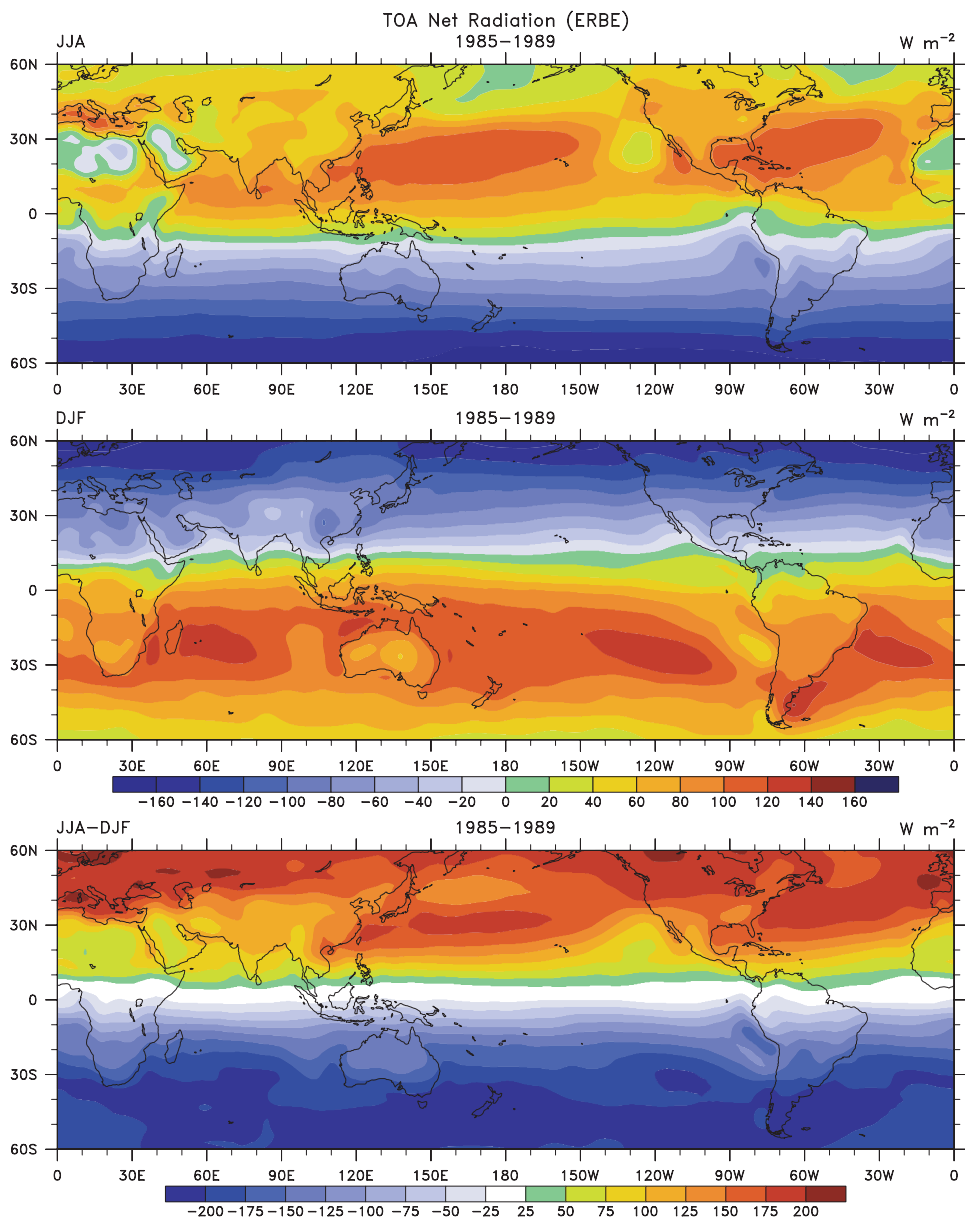 TOA Net Radiation (ERBE)
JJA 1985−1989 W m−2
60N
30N
0
30S
60S
0 30E 60E 90E 120E 150E 180 150W 120W 90W 60W 30W 0
DJF 1985−1989 W m−2
60N
30N
0
30S
60S
0 30E 60E 90E 120E 150E 180 150W 120W 90W 60W 30W 0
−160 −140 −120 −100 −80 −60 −40 −20 0 20 40 60 80 100 120 140 160
JJA−DJF 1985−1989 W m−2
60N
30N
0
30S
60S
0 30E 60E 90E 120E 150E 180 150W 120W 90W 60W 30W 0
−200 −175 −150 −125 −100 −75 −50 −25 25 50 75 100 125 150 175 200